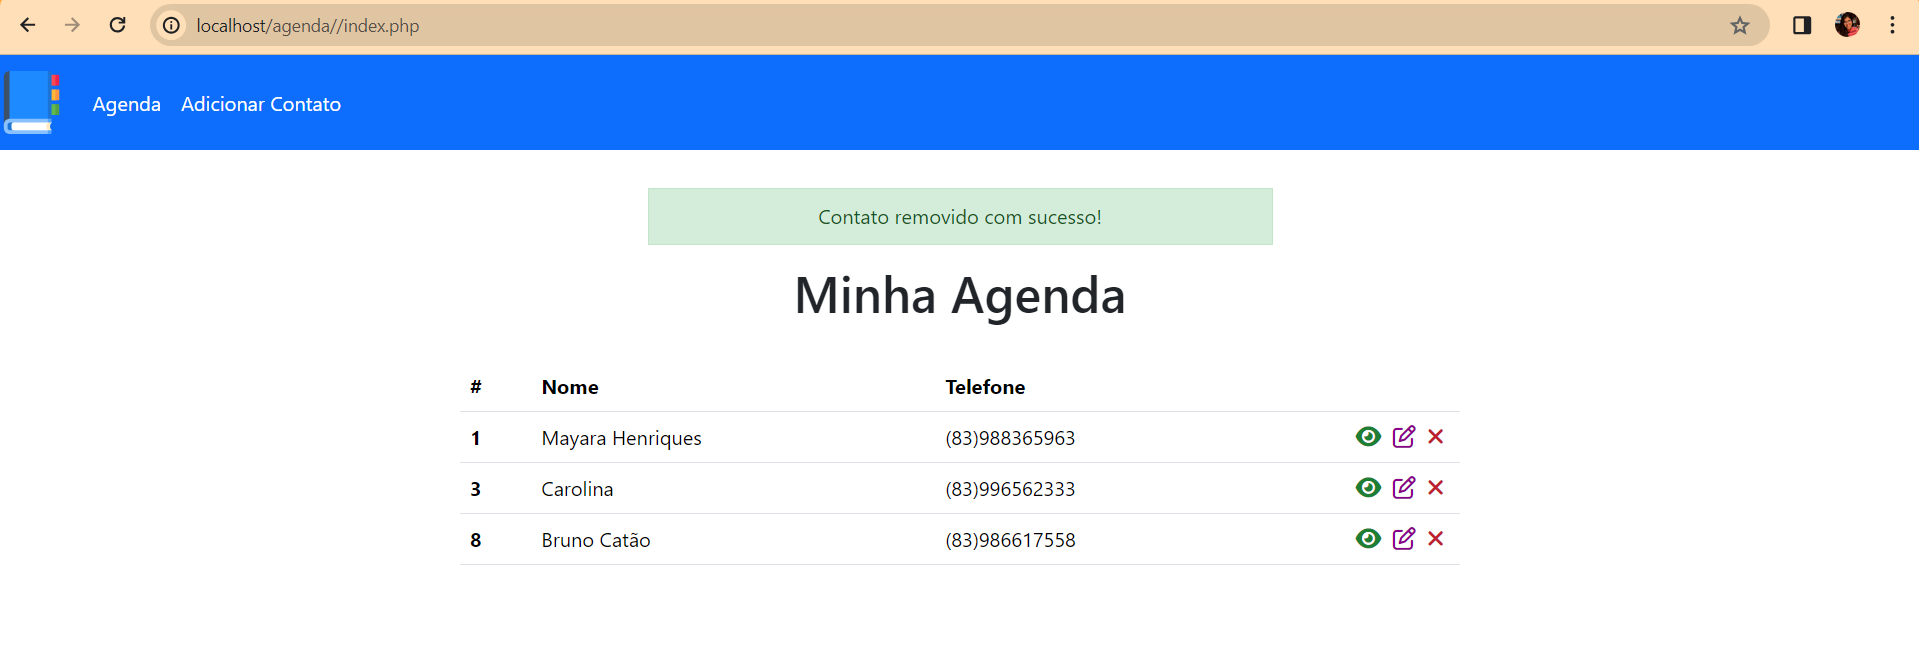 localhost/agenda//index.php
Agenda Adicionar Contato
Contato removido com sucesso!
Minha Agenda
# Nome Telefone
1 Mayara Henriques (83)988365963
3 Carolina (83)996562333
8 Bruno Catão (83)986617558